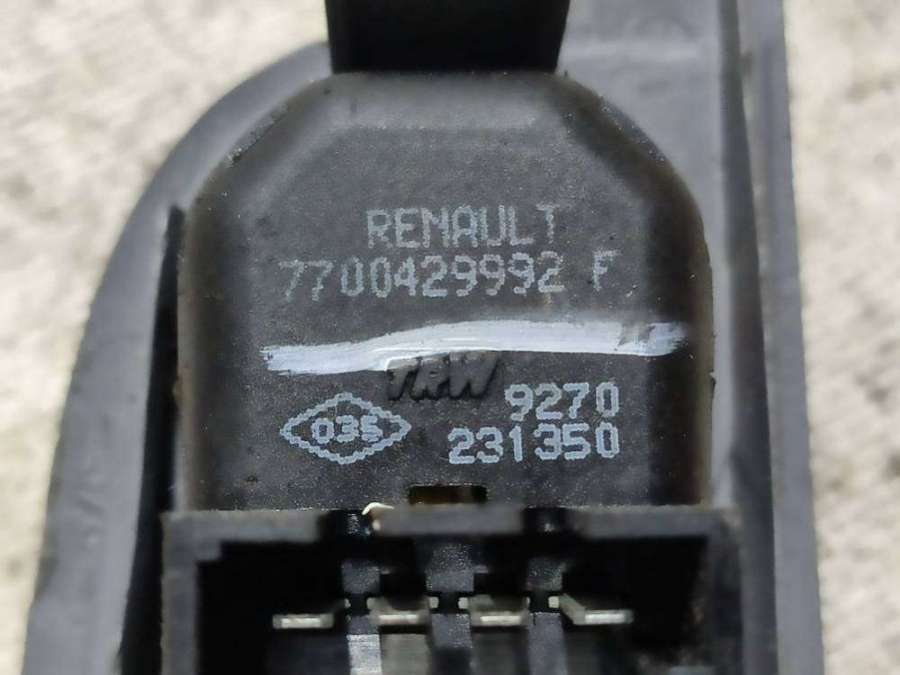 RENAULT
7700429992 F
TRW
9270
035 231350